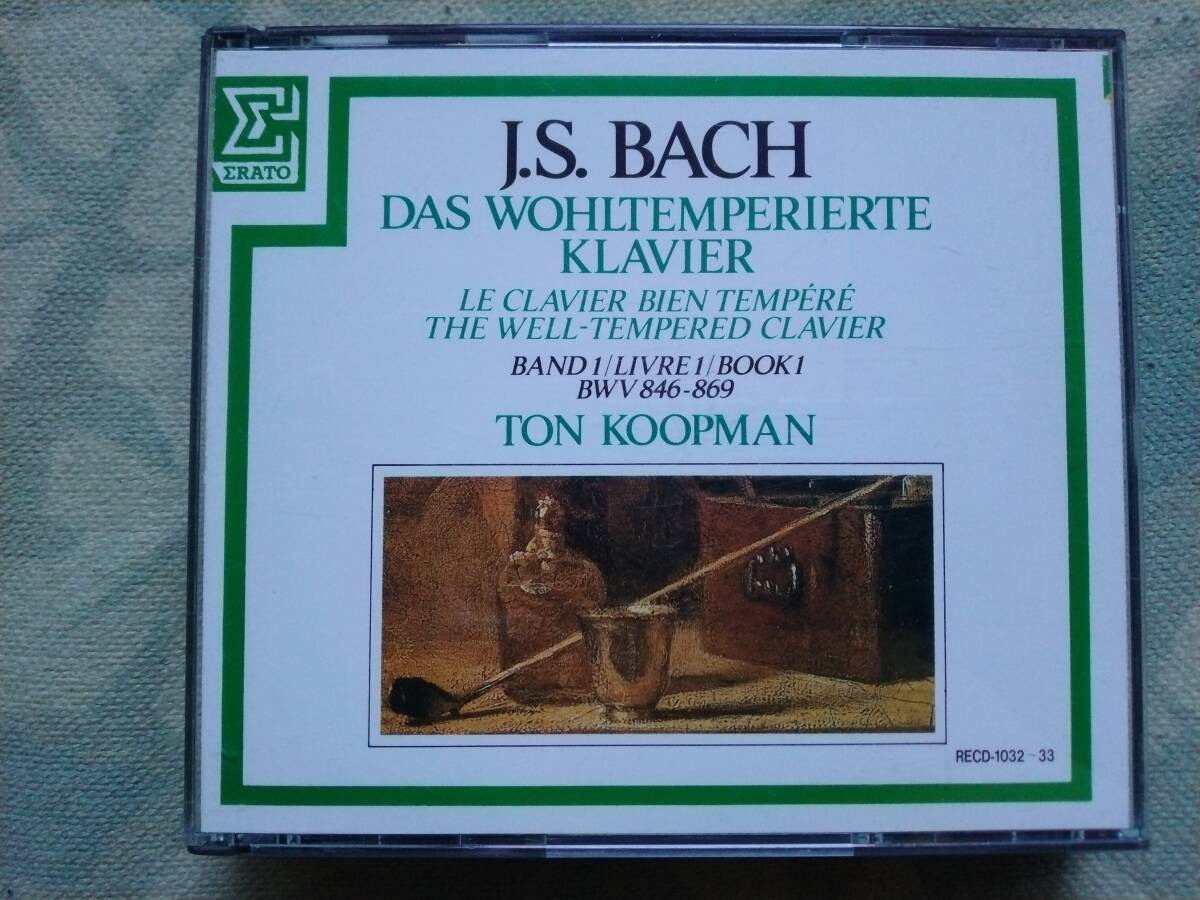 ΣRATO
J.S. BACH
DAS WOHLTEMPERIERTE
KLAVIER
LE CLAVIER BIEN TEMPÉRÉ
THE WELL-TEMPERED CLAVIER
BAND 1/LIVRE 1/BOOK 1
BWV 846-869
TON KOOPMAN
RECD-1032~33